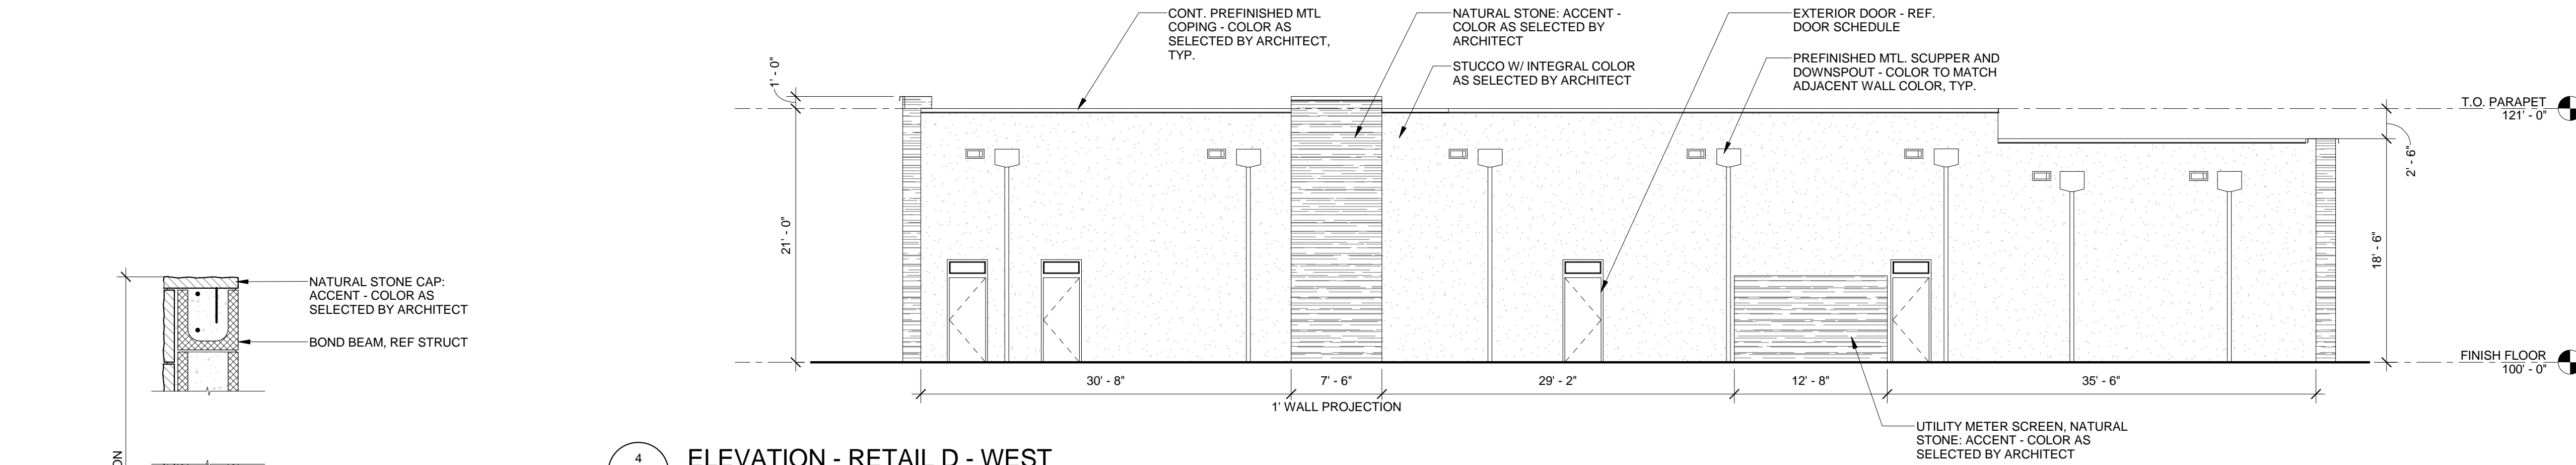 CONT. PREFINISHED MTL
COPING - COLOR AS
SELECTED BY ARCHITECT,
TYP.
NATURAL STONE: ACCENT -
COLOR AS SELECTED BY
ARCHITECT
STUCCO W/ INTEGRAL COLOR
AS SELECTED BY ARCHITECT
EXTERIOR DOOR - REF.
DOOR SCHEDULE
PREFINISHED MTL. SCUPPER AND
DOWNSPOUT - COLOR TO MATCH
ADJACENT WALL COLOR, TYP.
1' - 0"
21' - 0"
T.O. PARAPET
121' - 0"
2' - 6"
18' - 6"
FINISH FLOOR
100' - 0"
NATURAL STONE CAP:
ACCENT - COLOR AS
SELECTED BY ARCHITECT
BOND BEAM, REF STRUCT
30' - 8"
7' - 6"
29' - 2"
12' - 8"
35' - 6"
1' WALL PROJECTION
UTILITY METER SCREEN, NATURAL
STONE: ACCENT - COLOR AS
SELECTED BY ARCHITECT
4
ELEVATION - RETAIL D - WEST